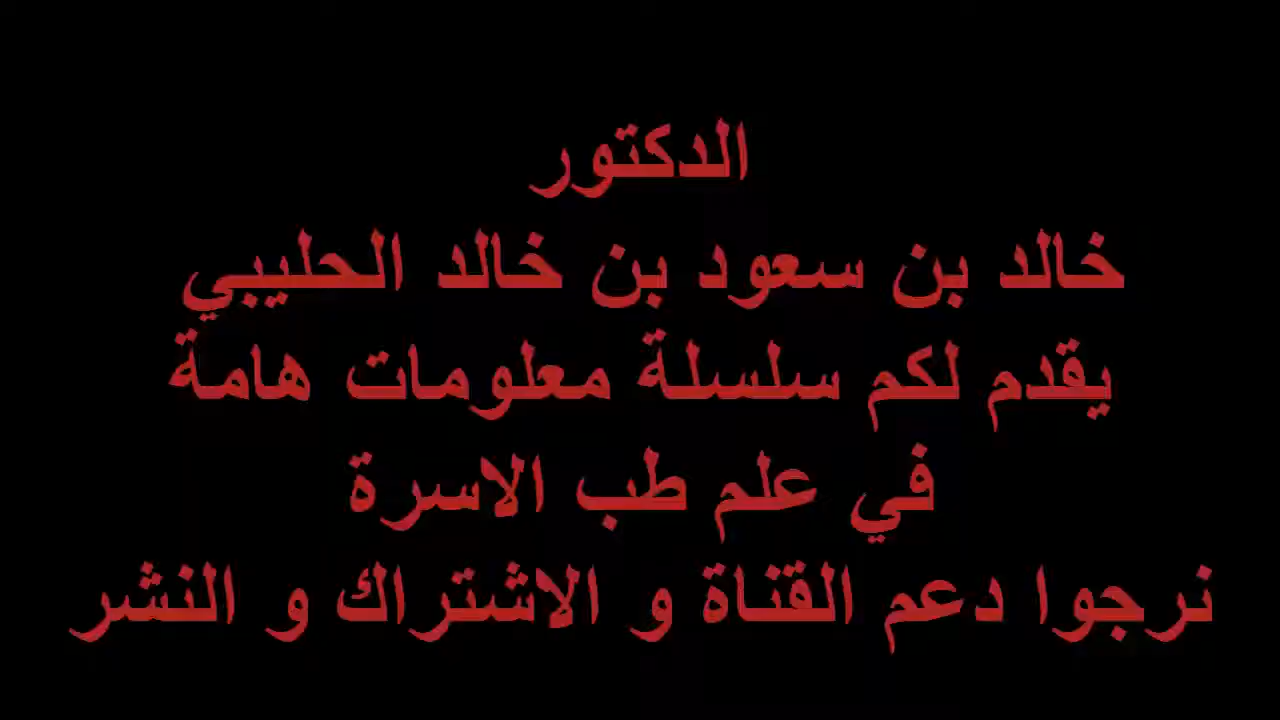 الدكتور
خالد بن سعود بن خالد الحليبي
يقدم لكم سلسلة معلومات هامة
في علم طب الاسرة
نرجوا دعم القناة و الاشتراك و النشر